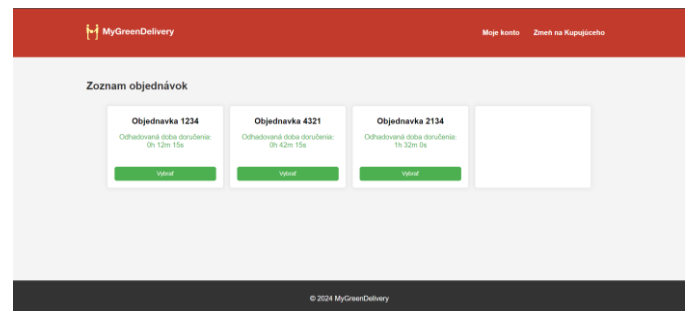 MyGreenDelivery
Moje konto Zmeň na Kupujúceho
Zoznam objednávok
Objednavka 1234
Odhadovaná doba doručenia:
0h 12m 15s
Vybrať
Objednavka 4321
Odhadovaná doba doručenia:
0h 42m 15s
Vybrať
Objednavka 2134
Odhadovaná doba doručenia:
1h 32m 0s
Vybrať
© 2024 MyGreenDelivery